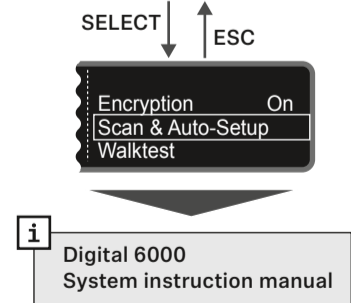 SELECT
ESC
Encryption On
Scan & Auto-Setup
Walktest
i
Digital 6000
System instruction manual